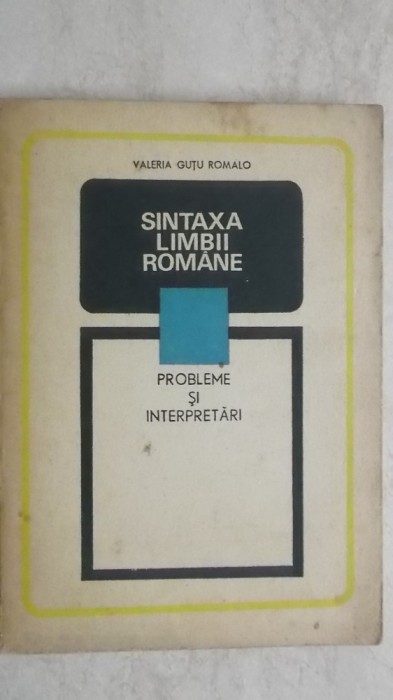 VALERIA GUȚU ROMALO
SINTAXA
LIMBII
ROMÂNE
PROBLEME
ȘI
INTERPRETĂRI